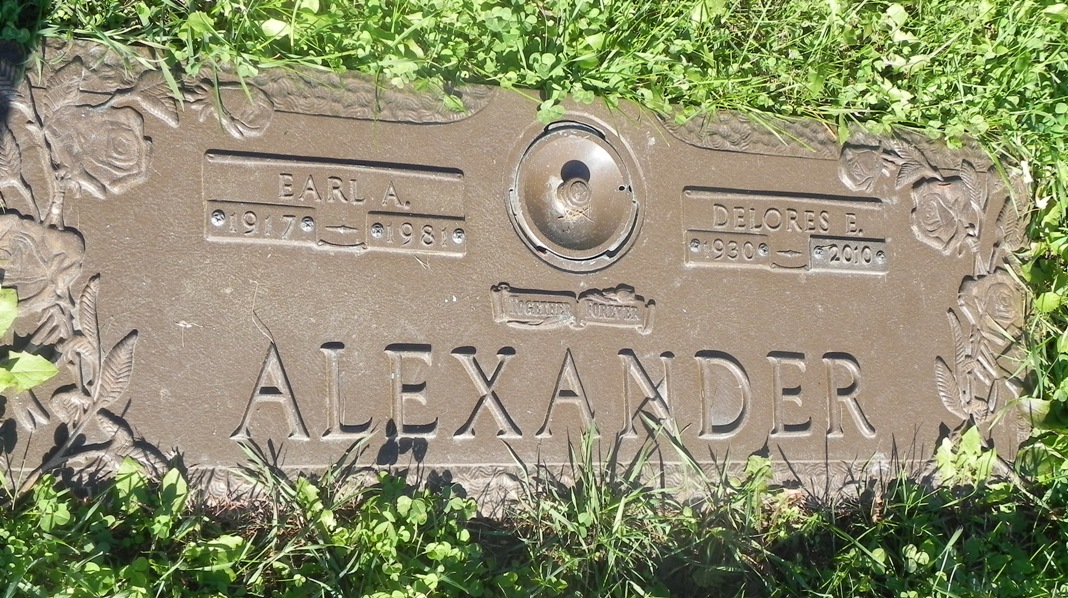 EARL A.
1917 - 1981
DELORES E.
1930 - 2010
TOGETHER FOREVER
ALEXANDER